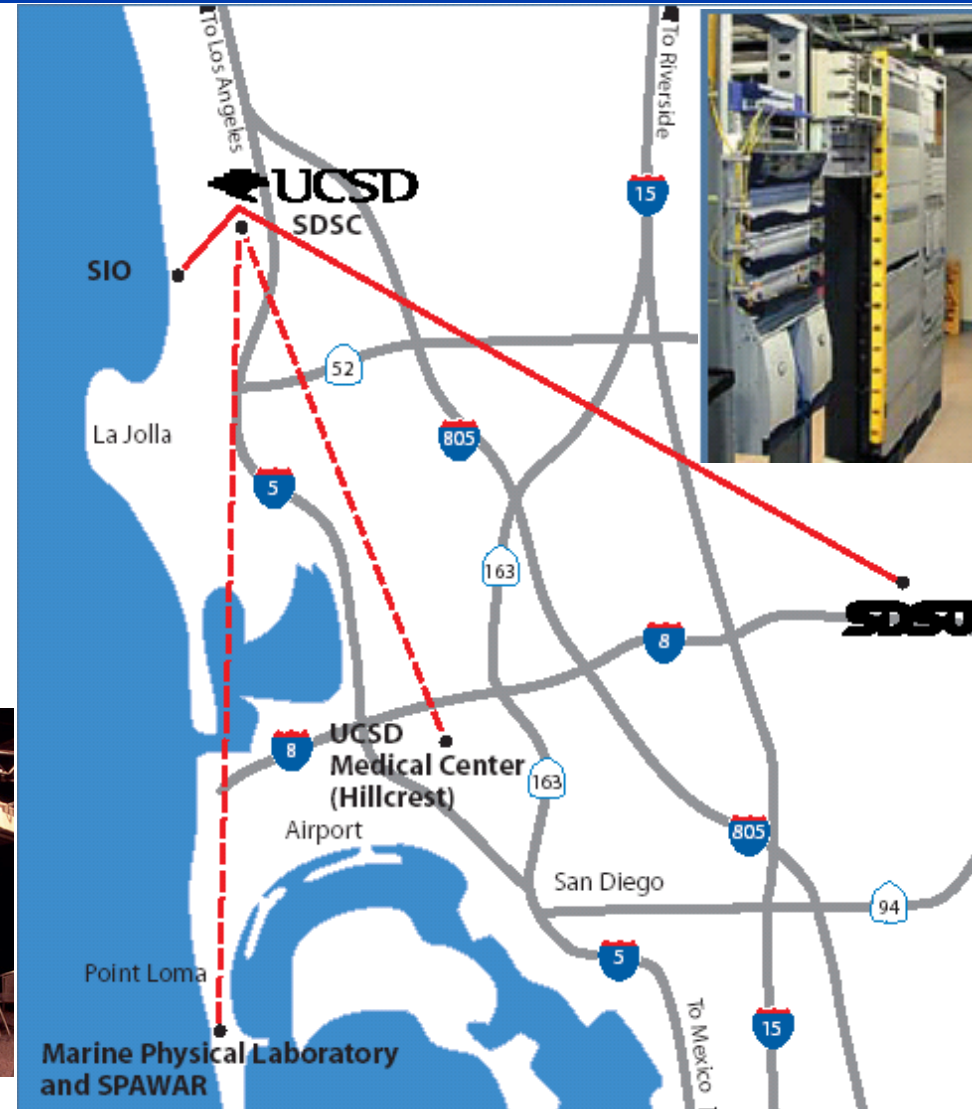 To Los Angeles
To Riverside
15
UCSD
SDSC
SIO
52
La Jolla
805
5
163
SDSU
8
UCSD
8
Medical Center
163
(Hillcrest)
Airport
805
San Diego
94
5
Point Loma
To Mexico
15
Marine Physical Laboratory
and SPAWAR